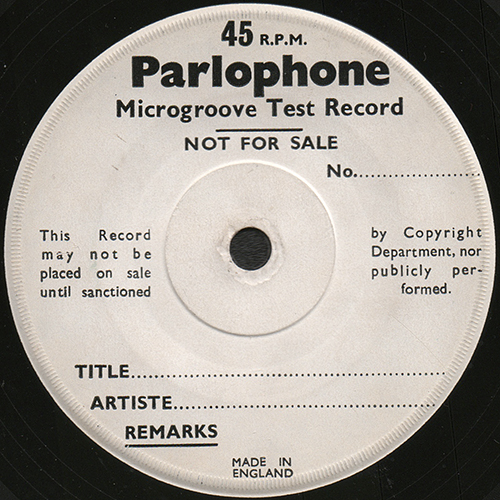 45 R.P.M.
Parlophone
Microgroove Test Record
NOT FOR SALE
No.......................
This Record
may not be
placed on sale
until sanctioned
by Copyright
Department, nor
publicly per-
formed.
TITLE..................................................
ARTISTE............................................
REMARKS
MADE IN
ENGLAND